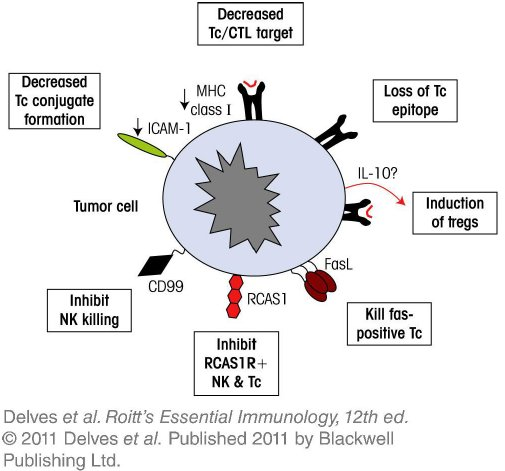 Decreased
Tc/CTL target
Decreased
Tc conjugate
formation
↓ MHC
class I
↓ ICAM-1
Loss of Tc
epitope
IL-10?
Tumor cell
Induction
of tregs
FasL
CD99
RCAS1
Inhibit
NK killing
Kill fas-
positive Tc
Inhibit
RCAS1R+
NK & Tc
Delves et al. Roitt's Essential Immunology, 12th ed.
© 2011 Delves et al. Published 2011 by Blackwell
Publishing Ltd.